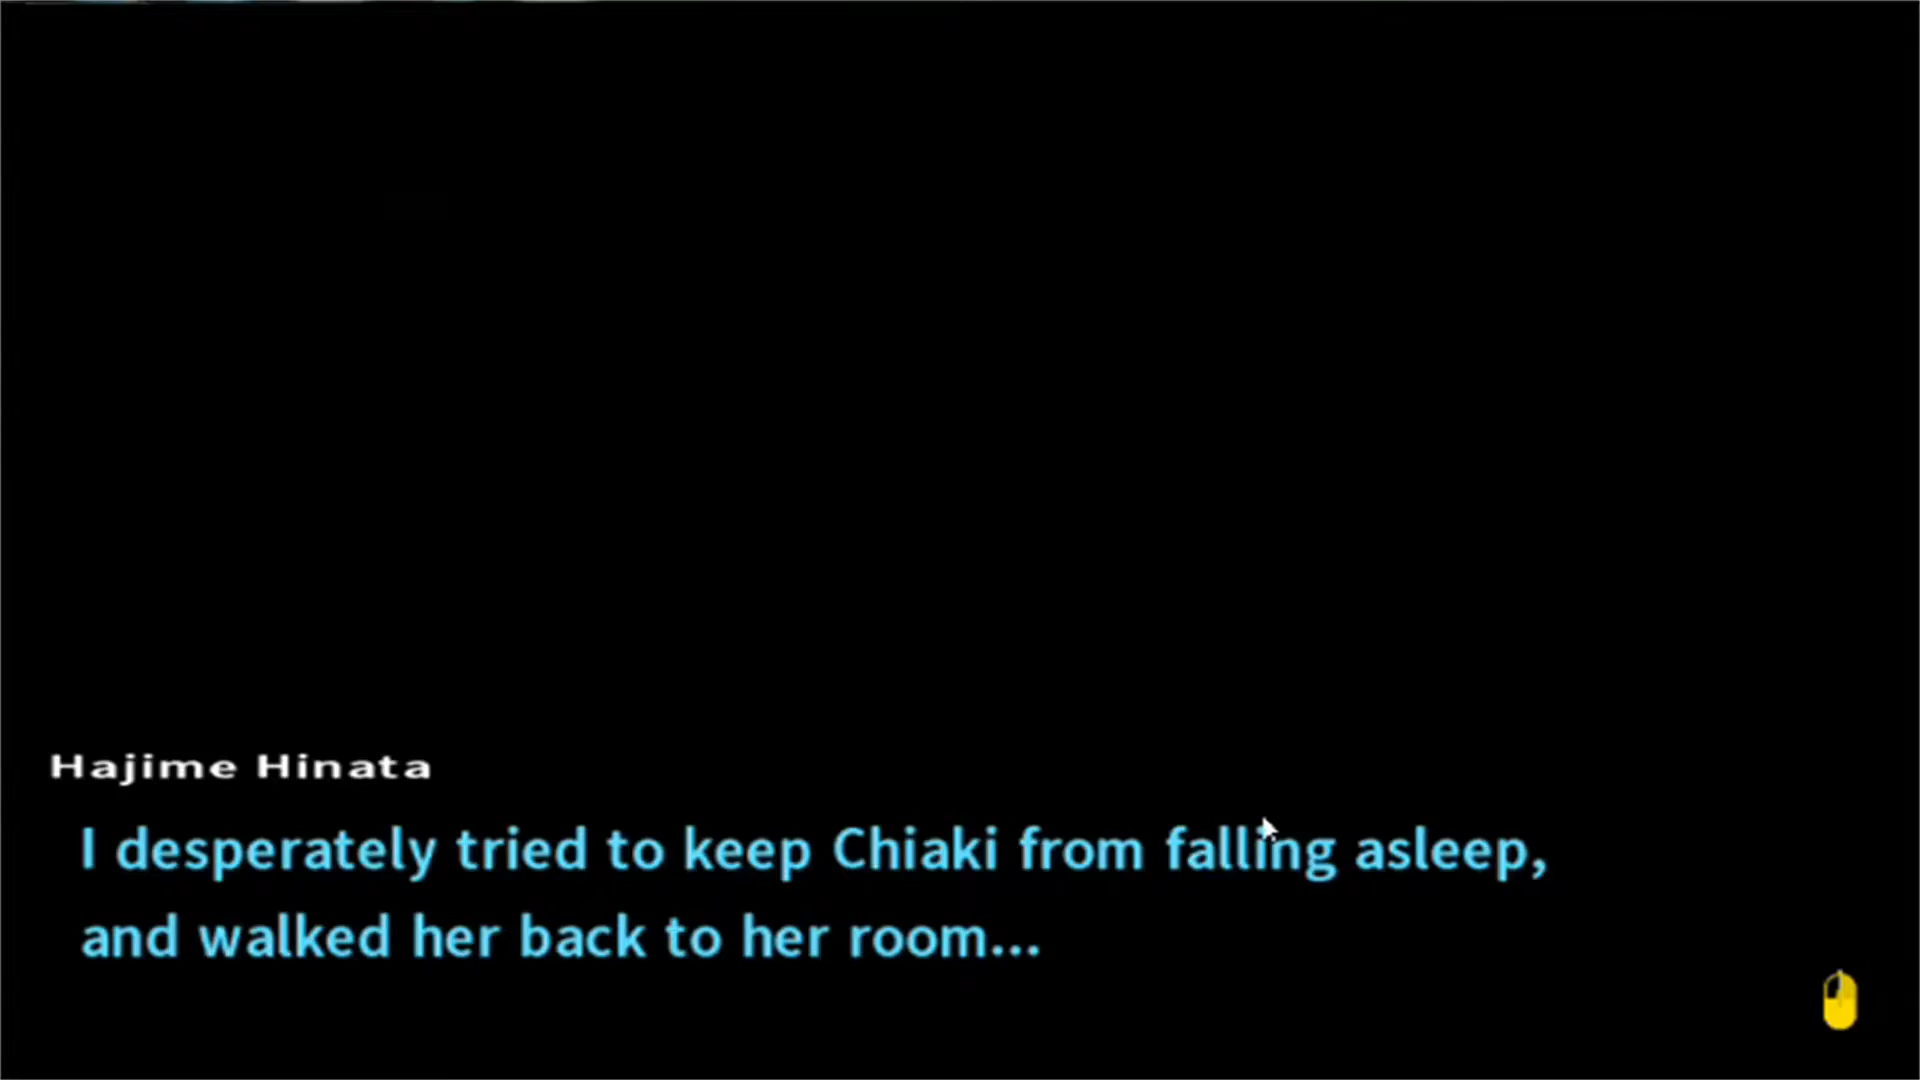 Hajime Hinata
I desperately tried to keep Chiaki from falling asleep,
and walked her back to her room...